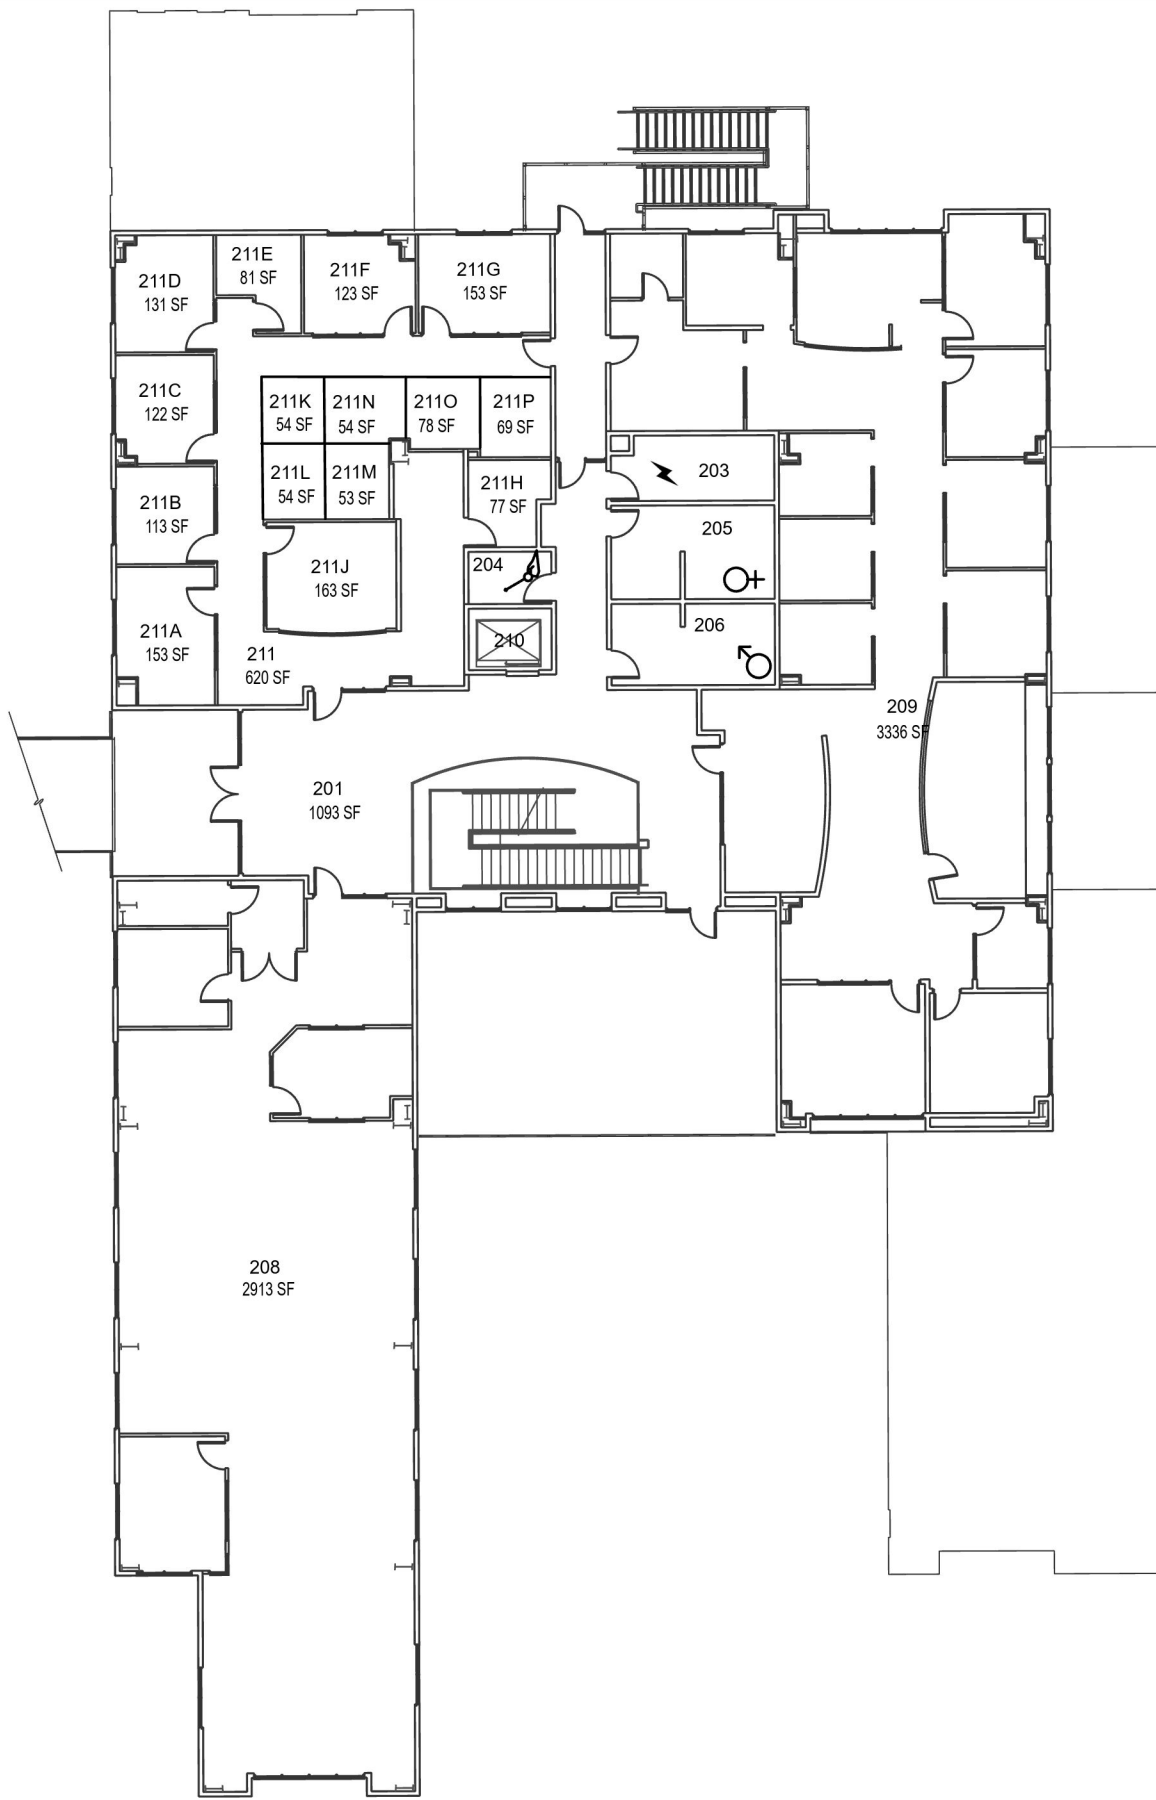 211D
131 SF
211E
81 SF
211F
123 SF
211G
153 SF
211C
122 SF
211K
54 SF
211N
54 SF
211O
78 SF
211P
69 SF
211B
113 SF
211L
54 SF
211M
53 SF
211H
77 SF
203
205
204
211J
163 SF
211A
153 SF
206
210
211
620 SF
209
3336 SF
201
1093 SF
208
2913 SF